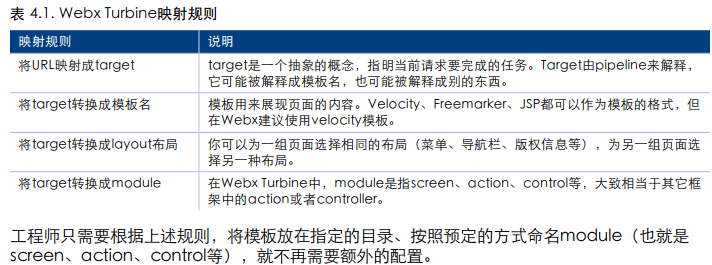 表 4.1. Webx Turbine映射规则
映射规则 说明
将URL映射成target target是一个抽象的概念，指明当前请求要完成的任务。Target由pipeline来解释，
它可能被解释成模板名，也可能被解释成别的东西。
将target转换成模板名 模板用来展现页面的内容。Velocity、Freemarker、JSP都可以作为模板的格式，但
在Webx建议使用velocity模板。
将target转换成layout布局 你可以为一组页面选择相同的布局（菜单、导航栏、版权信息等），为另一组页面选
择另一种布局。
将target转换成module 在Webx Turbine中，module是指screen、action、control等，大致相当于其它框
架中的action或者controller。
工程师只需要根据上述规则，将模板放在指定的目录、按照预定的方式命名module（也就是
screen、action、control等），就不再需要额外的配置。